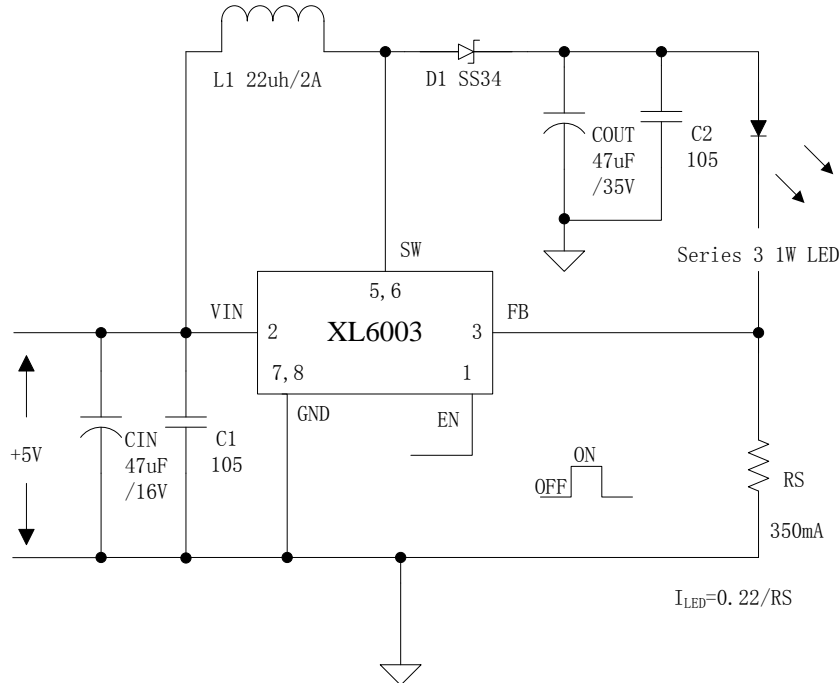 L1 22uh/2A
D1 SS34
COUT
47uF
/35V
C2
105
SW
Series 3 1W LED
5,6
VIN
2
XL6003
3
FB
7,8
1
GND
EN
+5V
CIN
47uF
/16V
C1
105
ON
OFF
RS
350mA
ILED=0.22/RS